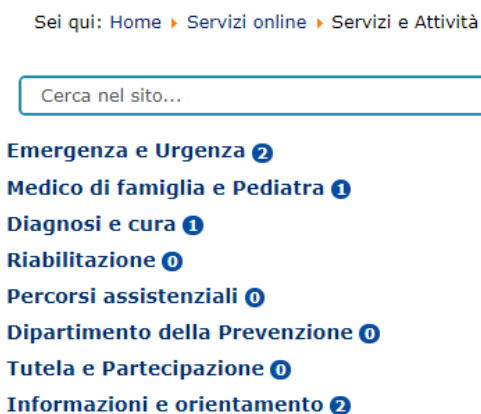 Sei qui: Home Servizi online Servizi e Attività
Cerca nel sito...
Emergenza e Urgenza 2
Medico di famiglia e Pediatra 1
Diagnosi e cura 1
Riabilitazione 0
Percorsi assistenziali 0
Dipartimento della Prevenzione 0
Tutela e Partecipazione 0
Informazioni e orientamento 2